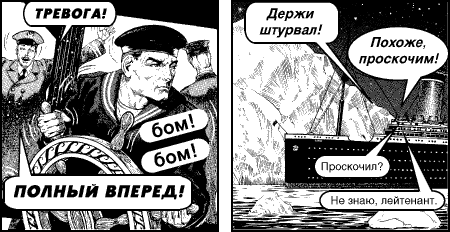 ТРЕВОГА!
бом!
бом!
ПОЛНЫЙ ВПЕРЕД!
Держи
штурвал!
Похоже,
проскочим!
Проскочил?
Не знаю, лейтенант.